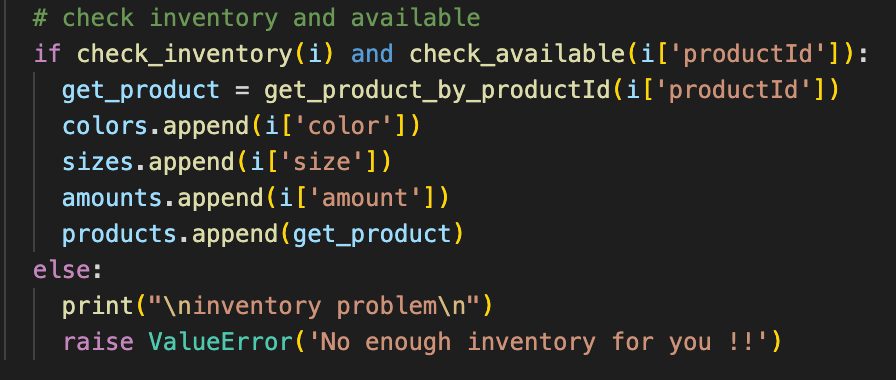 # check inventory and available
if check_inventory(i) and check_available(i['productId']):
get_product = get_product_by_productId(i['productId'])
colors.append(i['color'])
sizes.append(i['size'])
amounts.append(i['amount'])
products.append(get_product)
else:
print("\ninventory problem\n")
raise ValueError('No enough inventory for you !!')